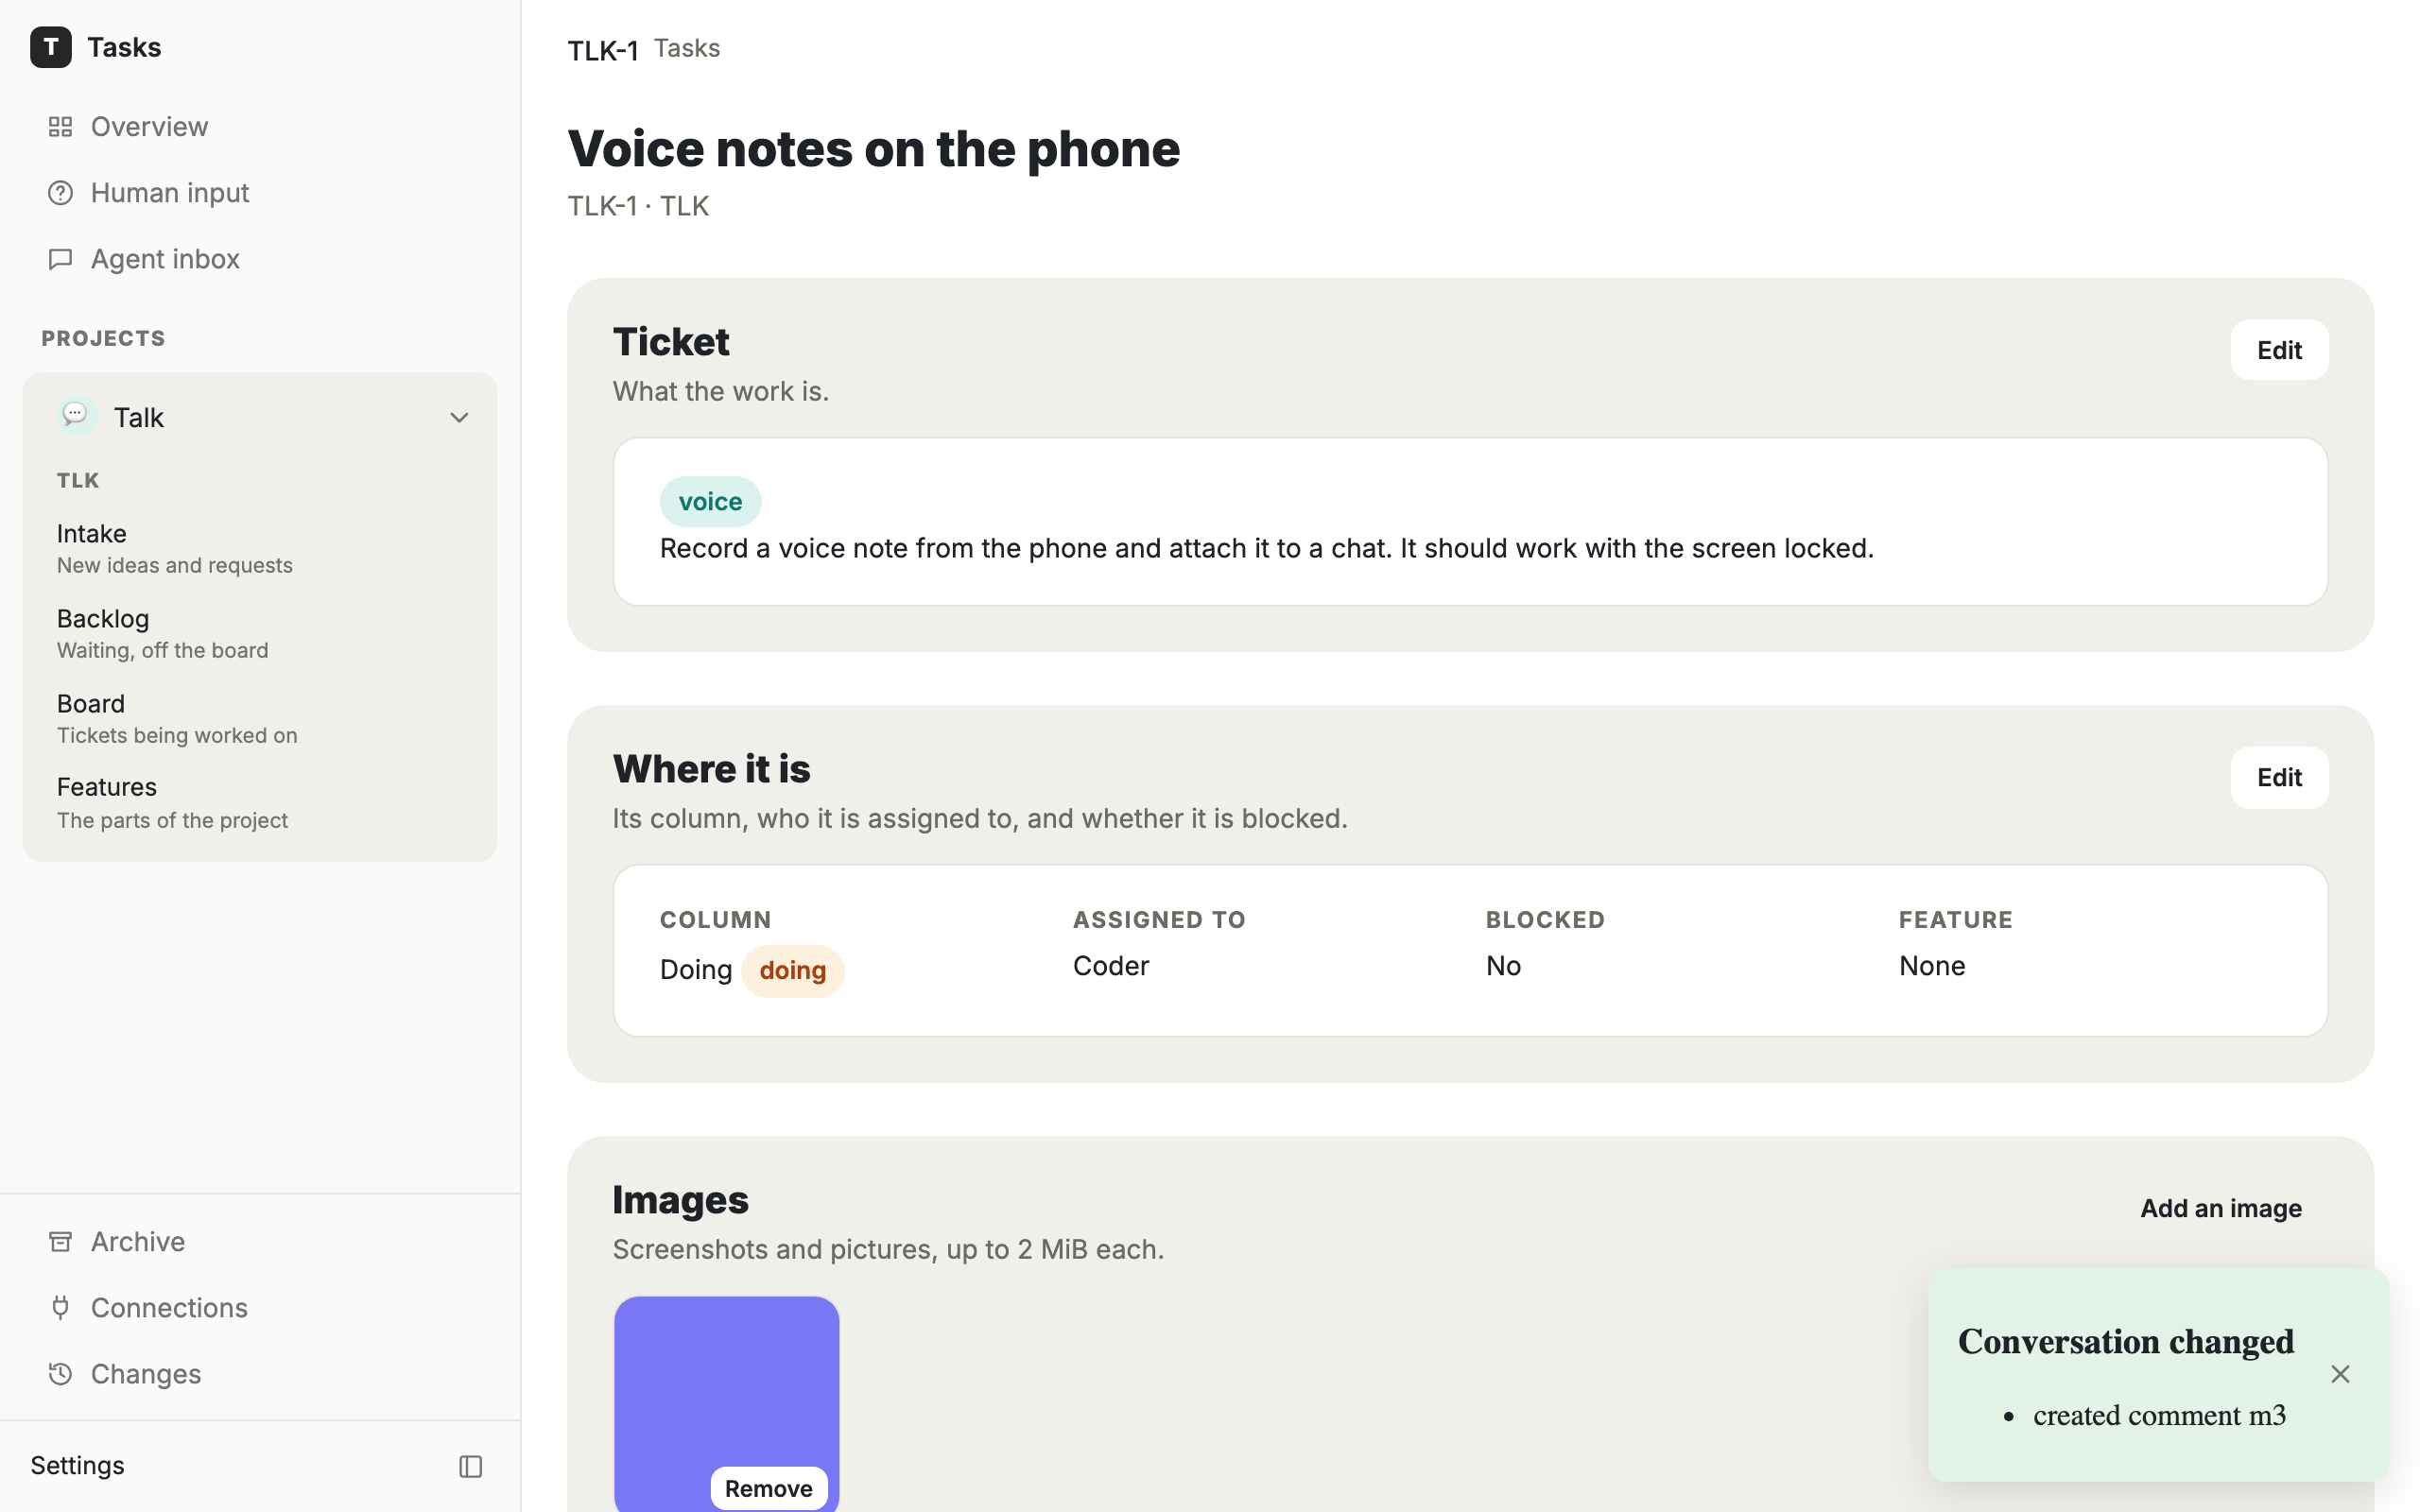 T Tasks
Overview
Human input
Agent inbox
PROJECTS
Talk
TLK
Intake
New ideas and requests
Backlog
Waiting, off the board
Board
Tickets being worked on
Features
The parts of the project
Archive
Connections
Changes
Settings
TLK-1 Tasks
Voice notes on the phone
TLK-1 · TLK
Ticket
Edit
What the work is.
voice
Record a voice note from the phone and attach it to a chat. It should work with the screen locked.
Where it is
Edit
Its column, who it is assigned to, and whether it is blocked.
COLUMN ASSIGNED TO BLOCKED FEATURE
Doing doing Coder No None
Images
Add an image
Screenshots and pictures, up to 2 MiB each.
Remove
Conversation changed
• created comment m3